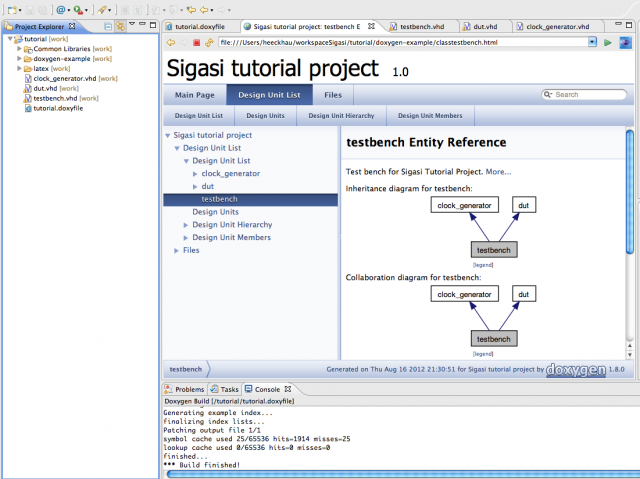 Project Explorer
tutorial [work]
Common Libraries [work]
doxygen-example [work]
latex [work]
clock_generator.vhd [work]
dut.vhd [work]
testbench.vhd [work]
tutorial.doxyfile
tutorial.doxyfile
Sigasi tutorial project: testbench E
testbench.vhd
dut.vhd
clock_generator.vhd
file:///Users/heeckhau/workspaceSigasi/tutorial/doxygen-example/classtestbench.html
Sigasi tutorial project 1.0
Main Page
Design Unit List
Files
Search
Design Unit List
Design Units
Design Unit Hierarchy
Design Unit Members
Sigasi tutorial project
Design Unit List
Design Unit List
clock_generator
dut
testbench
Design Units
Design Unit Hierarchy
Design Unit Members
Files
testbench Entity Reference
Test bench for Sigasi Tutorial Project. More...
Inheritance diagram for testbench:
clock_generator
dut
testbench
[legend]
Collaboration diagram for testbench:
clock_generator
dut
testbench
[legend]
testbench
Generated on Thu Aug 16 2012 21:30:51 for Sigasi tutorial project by doxygen 1.8.0
Problems
Tasks
Console
Doxygen Build [/tutorial/tutorial.doxyfile]
Generating example index...
finalizing index lists...
Patching output file 1/1
symbol cache used 25/65536 hits=1914 misses=25
lookup cache used 0/65536 hits=0 misses=0
finished...
*** Build finished!